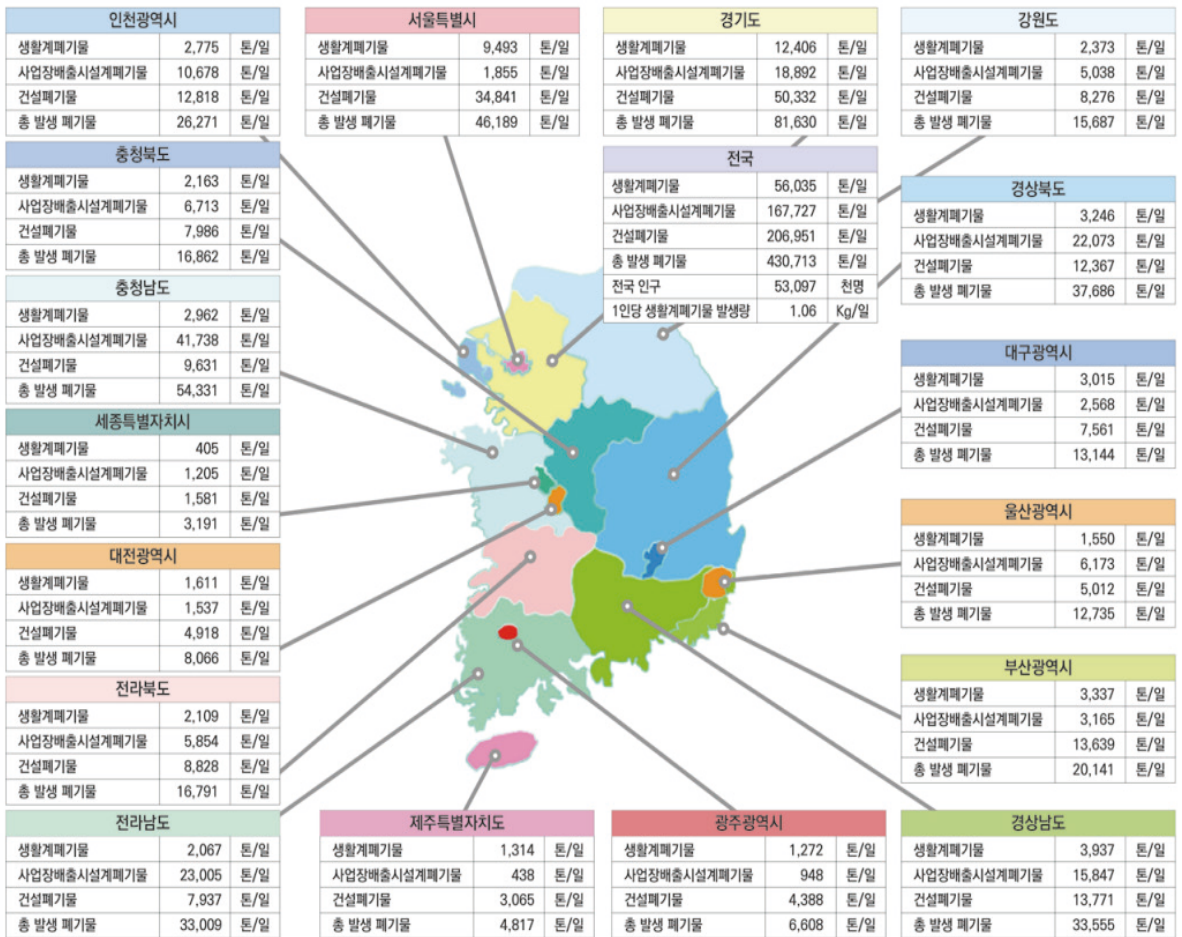 인천광역시
생활계폐기물 2,775 톤/일
사업장배출시설계폐기물 10,678 톤/일
건설폐기물 12,818 톤/일
총 발생 폐기물 26,271 톤/일
서울특별시
생활계폐기물 9,493 톤/일
사업장배출시설계폐기물 1,855 톤/일
건설폐기물 34,841 톤/일
총 발생 폐기물 46,189 톤/일
경기도
생활계폐기물 12,406 톤/일
사업장배출시설계폐기물 18,892 톤/일
건설폐기물 50,332 톤/일
총 발생 폐기물 81,630 톤/일
강원도
생활계폐기물 2,373 톤/일
사업장배출시설계폐기물 5,038 톤/일
건설폐기물 8,276 톤/일
총 발생 폐기물 15,687 톤/일
충청북도
생활계폐기물 2,163 톤/일
사업장배출시설계폐기물 6,713 톤/일
건설폐기물 7,986 톤/일
총 발생 폐기물 16,862 톤/일
전국
생활계폐기물 56,035 톤/일
사업장배출시설계폐기물 167,727 톤/일
건설폐기물 206,951 톤/일
총 발생 폐기물 430,713 톤/일
전국 인구 53,097 천명
1인당 생활계폐기물 발생량 1.06 Kg/일
경상북도
생활계폐기물 3,246 톤/일
사업장배출시설계폐기물 22,073 톤/일
건설폐기물 12,367 톤/일
총 발생 폐기물 37,686 톤/일
충청남도
생활계폐기물 2,962 톤/일
사업장배출시설계폐기물 41,738 톤/일
건설폐기물 9,631 톤/일
총 발생 폐기물 54,331 톤/일
대구광역시
생활계폐기물 3,015 톤/일
사업장배출시설계폐기물 2,568 톤/일
건설폐기물 7,561 톤/일
총 발생 폐기물 13,144 톤/일
세종특별자치시
생활계폐기물 405 톤/일
사업장배출시설계폐기물 1,205 톤/일
건설폐기물 1,581 톤/일
총 발생 폐기물 3,191 톤/일
울산광역시
생활계폐기물 1,550 톤/일
사업장배출시설계폐기물 6,173 톤/일
건설폐기물 5,012 톤/일
총 발생 폐기물 12,735 톤/일
대전광역시
생활계폐기물 1,611 톤/일
사업장배출시설계폐기물 1,537 톤/일
건설폐기물 4,918 톤/일
총 발생 폐기물 8,066 톤/일
부산광역시
생활계폐기물 3,337 톤/일
사업장배출시설계폐기물 3,165 톤/일
건설폐기물 13,639 톤/일
총 발생 폐기물 20,141 톤/일
전라북도
생활계폐기물 2,109 톤/일
사업장배출시설계폐기물 5,854 톤/일
건설폐기물 8,828 톤/일
총 발생 폐기물 16,791 톤/일
전라남도
생활계폐기물 2,067 톤/일
사업장배출시설계폐기물 23,005 톤/일
건설폐기물 7,937 톤/일
총 발생 폐기물 33,009 톤/일
제주특별자치도
생활계폐기물 1,314 톤/일
사업장배출시설계폐기물 438 톤/일
건설폐기물 3,065 톤/일
총 발생 폐기물 4,817 톤/일
광주광역시
생활계폐기물 1,272 톤/일
사업장배출시설계폐기물 948 톤/일
건설폐기물 4,388 톤/일
총 발생 폐기물 6,608 톤/일
경상남도
생활계폐기물 3,937 톤/일
사업장배출시설계폐기물 15,847 톤/일
건설폐기물 13,771 톤/일
총 발생 폐기물 33,555 톤/일